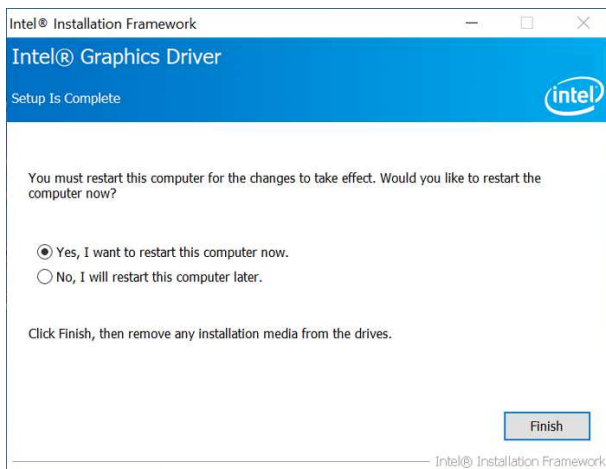 Intel® Installation Framework
Intel® Graphics Driver
Setup Is Complete
intel
You must restart this computer for the changes to take effect. Would you like to restart the
computer now?
Yes, I want to restart this computer now.
No, I will restart this computer later.
Click Finish, then remove any installation media from the drives.
Finish
Intel® Installation Framework